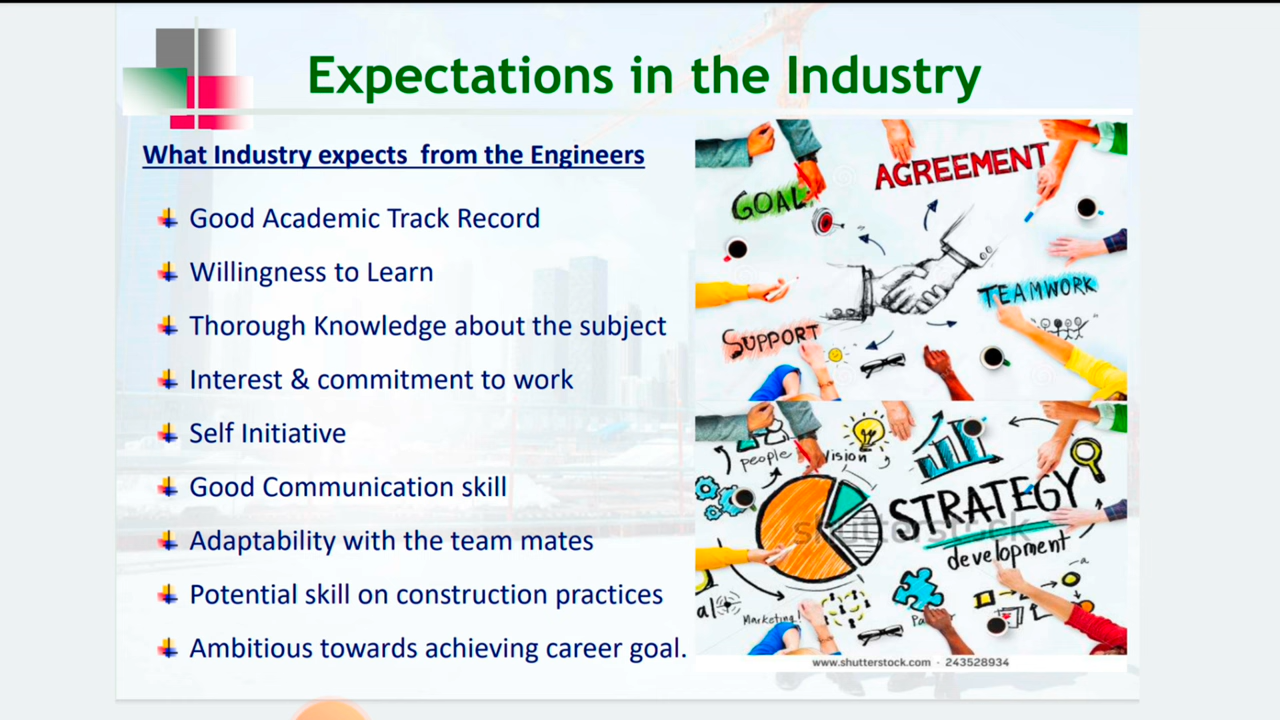 Expectations in the Industry
What Industry expects from the Engineers
Good Academic Track Record
Willingness to Learn
Thorough Knowledge about the subject
Interest & commitment to work
Self Initiative
Good Communication skill
Adaptability with the team mates
Potential skill on construction practices
Ambitious towards achieving career goal.
AGREEMENT
GOAL
TEAMWORK
SUPPORT
people
vision
STRATEGY
shutterstock
development
Marketing!
www.shutterstock.com · 243528934